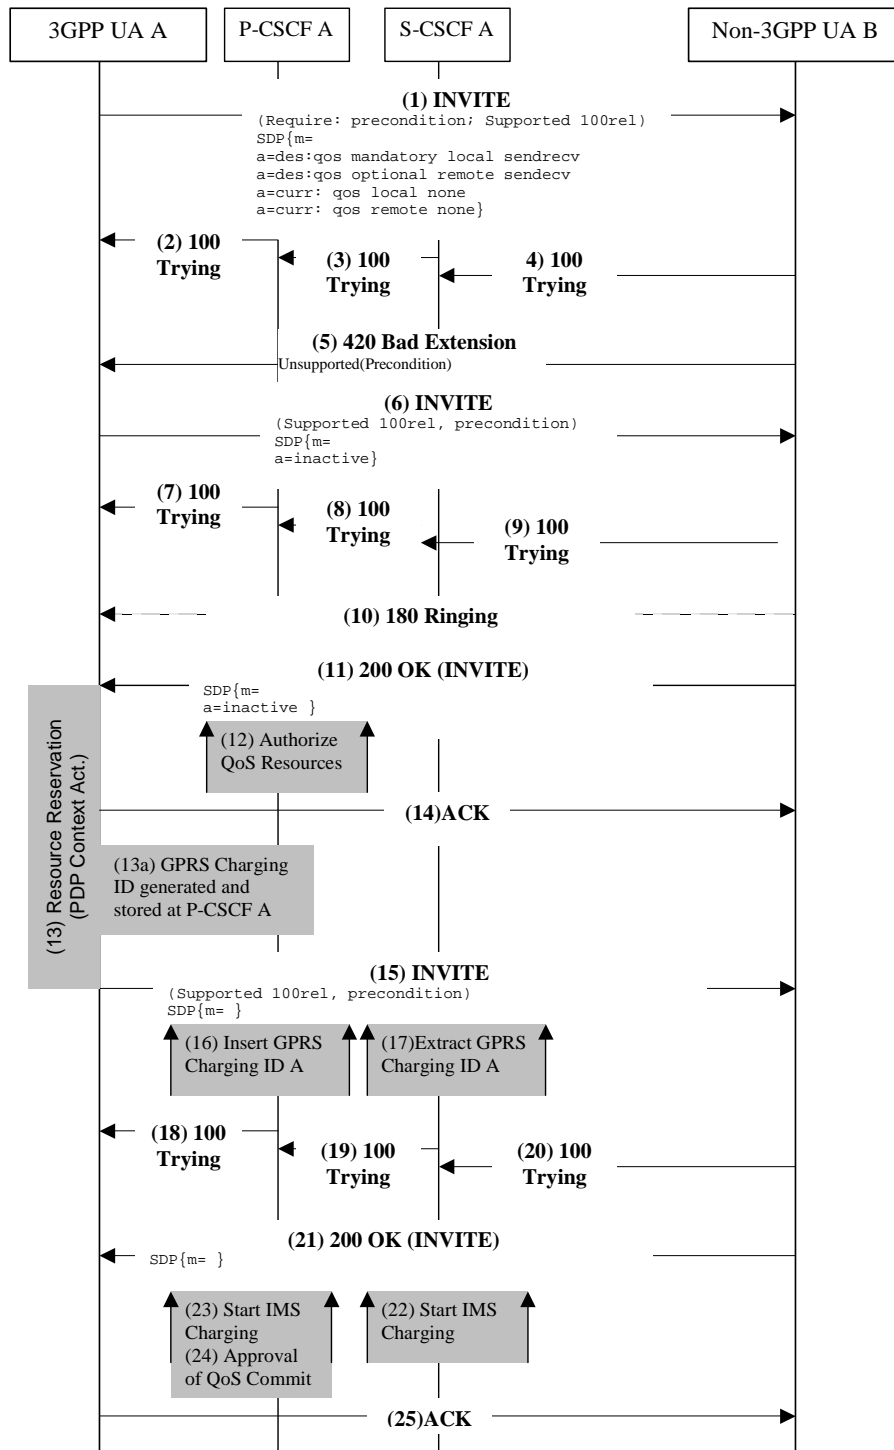 3GPP UA A
P-CSCF A
S-CSCF A
Non-3GPP UA B
(1) INVITE
(Require: precondition; Supported 100rel)
SDP{m=
a=des:qos mandatory local sendrecv
a=des:qos optional remote sendecv
a=curr: qos local none
a=curr: qos remote none}
(2) 100
Trying
(3) 100
Trying
4) 100
Trying
(5) 420 Bad Extension
Unsupported(Precondition)
(6) INVITE
(Supported 100rel, precondition)
SDP{m=
a=inactive}
(7) 100
Trying
(8) 100
Trying
(9) 100
Trying
(10) 180 Ringing
(11) 200 OK (INVITE)
SDP{m=
a=inactive }
(12) Authorize
QoS Resources
(13) Resource Reservation
(PDP Context Act.)
(14)ACK
(13a) GPRS Charging
ID generated and
stored at P-CSCF A
(15) INVITE
(Supported 100rel, precondition)
SDP{m= }
(16) Insert GPRS
Charging ID A
(17)Extract GPRS
Charging ID A
(18) 100
Trying
(19) 100
Trying
(20) 100
Trying
(21) 200 OK (INVITE)
SDP{m= }
(23) Start IMS
Charging
(24) Approval
of QoS Commit
(22) Start IMS
Charging
(25)ACK